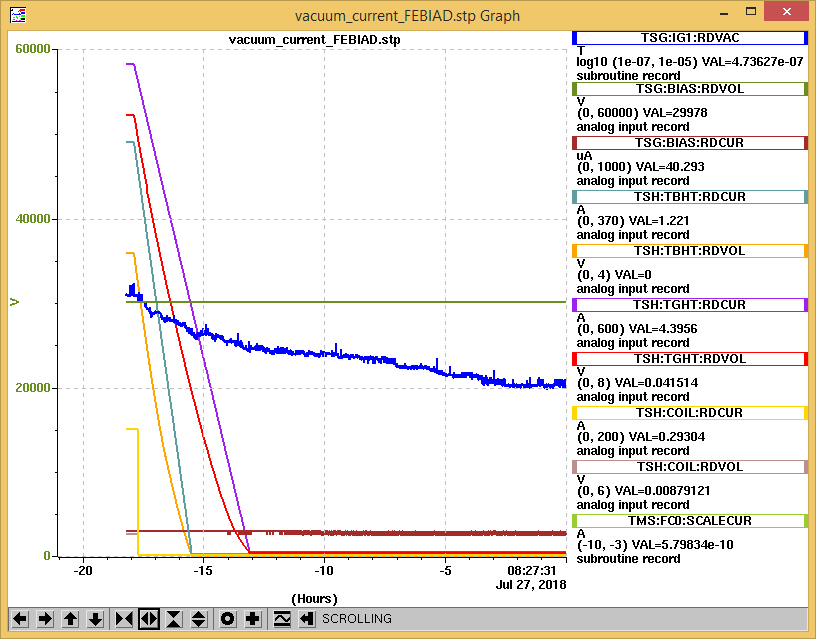 vacuum_current_FEBIAD.stp Graph
vacuum_current_FEBIAD.stp
60000
40000
V
20000
0
-20
-15
-10
-5
08:27:31
Jul 27, 2018
(Hours)
TSG:IG1:RDVAC
T
log10 (1e-07, 1e-05) VAL=4.73627e-07
subroutine record
TSG:BIAS:RDVOL
V
(0, 60000) VAL=29978
analog input record
TSG:BIAS:RDCUR
uA
(0, 1000) VAL=40.293
analog input record
TSH:TBHT:RDCUR
A
(0, 370) VAL=1.221
analog input record
TSH:TBHT:RDVOL
V
(0, 4) VAL=0
analog input record
TSH:TGHT:RDCUR
A
(0, 600) VAL=4.3956
analog input record
TSH:TGHT:RDVOL
V
(0, 8) VAL=0.041514
analog input record
TSH:COIL:RDCUR
A
(0, 200) VAL=0.29304
analog input record
TSH:COIL:RDVOL
V
(0, 6) VAL=0.00879121
analog input record
TMS:FC0:SCALECUR
A
(-10, -3) VAL=5.79834e-10
subroutine record
SCROLLING